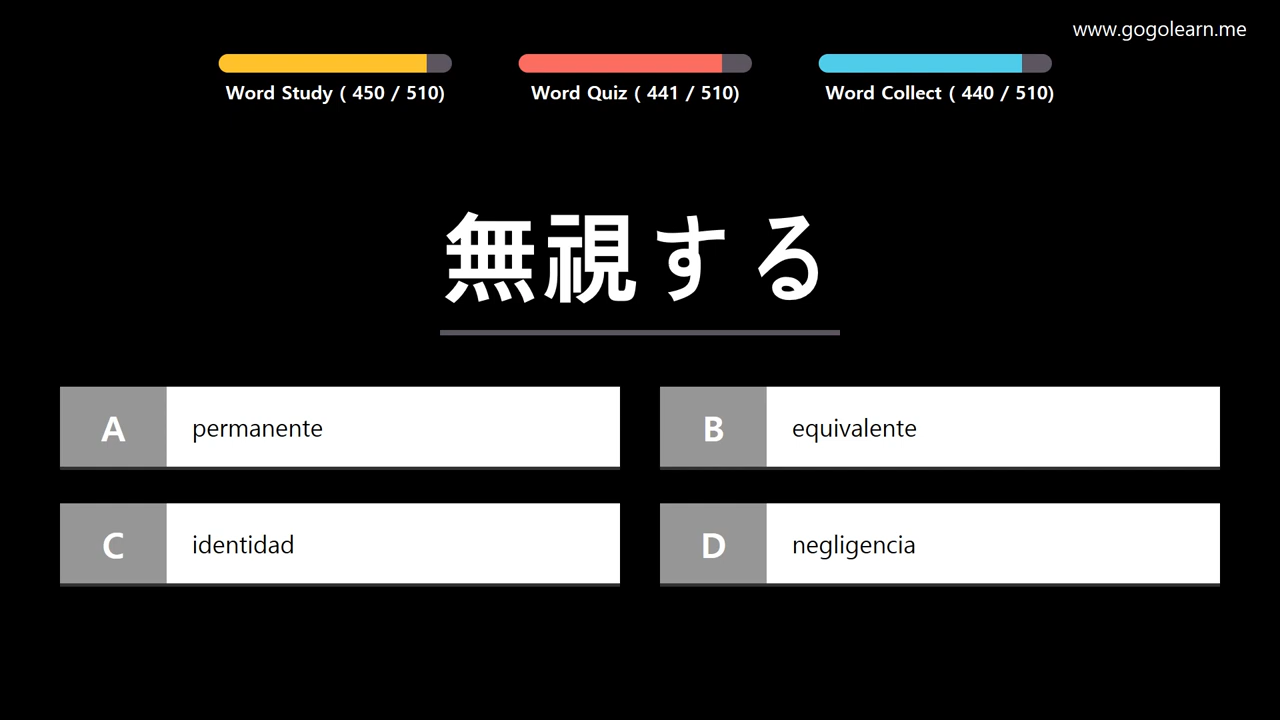 www.gogolearn.me
Word Study ( 450 / 510)
Word Quiz ( 441 / 510)
Word Collect ( 440 / 510)
無視する
A permanente
B equivalente
C identidad
D negligencia